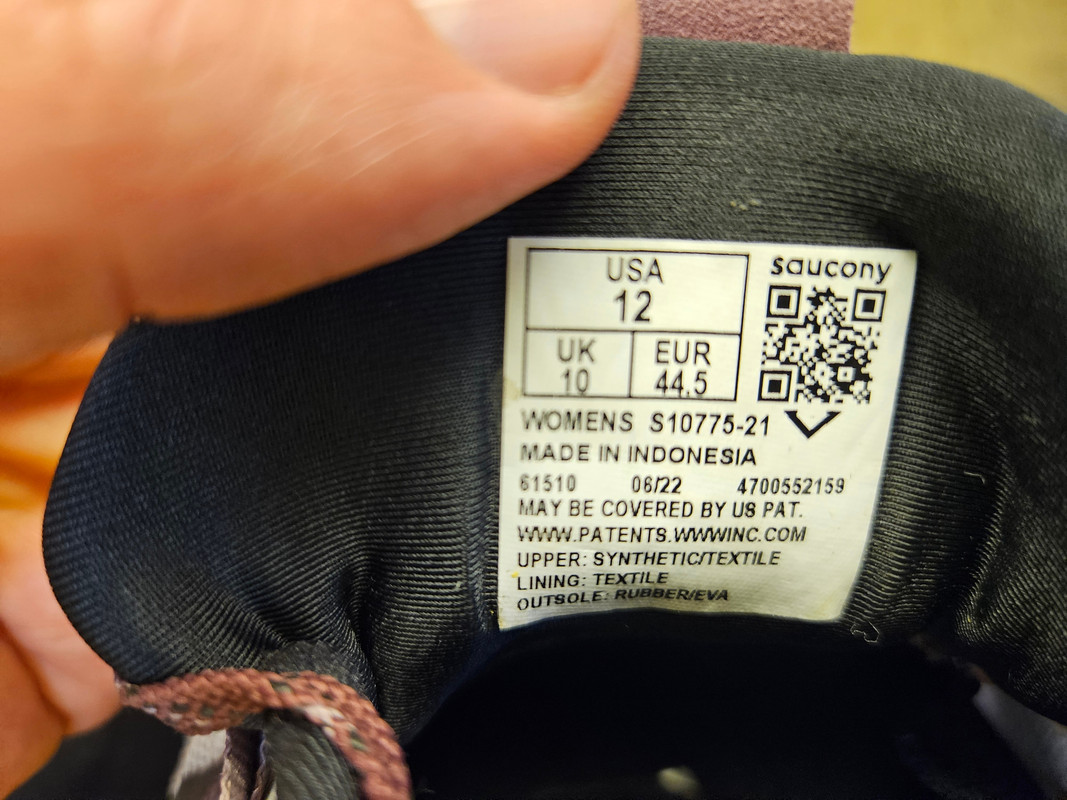 USA
12
UK
10
EUR
44.5
saucony
WOMENS S10775-21
MADE IN INDONESIA
61510 06/22 4700552159
MAY BE COVERED BY US PAT.
WWW.PATENTS.WWWINC.COM
UPPER: SYNTHETIC/TEXTILE
LINING: TEXTILE
OUTSOLE: RUBBER/EVA